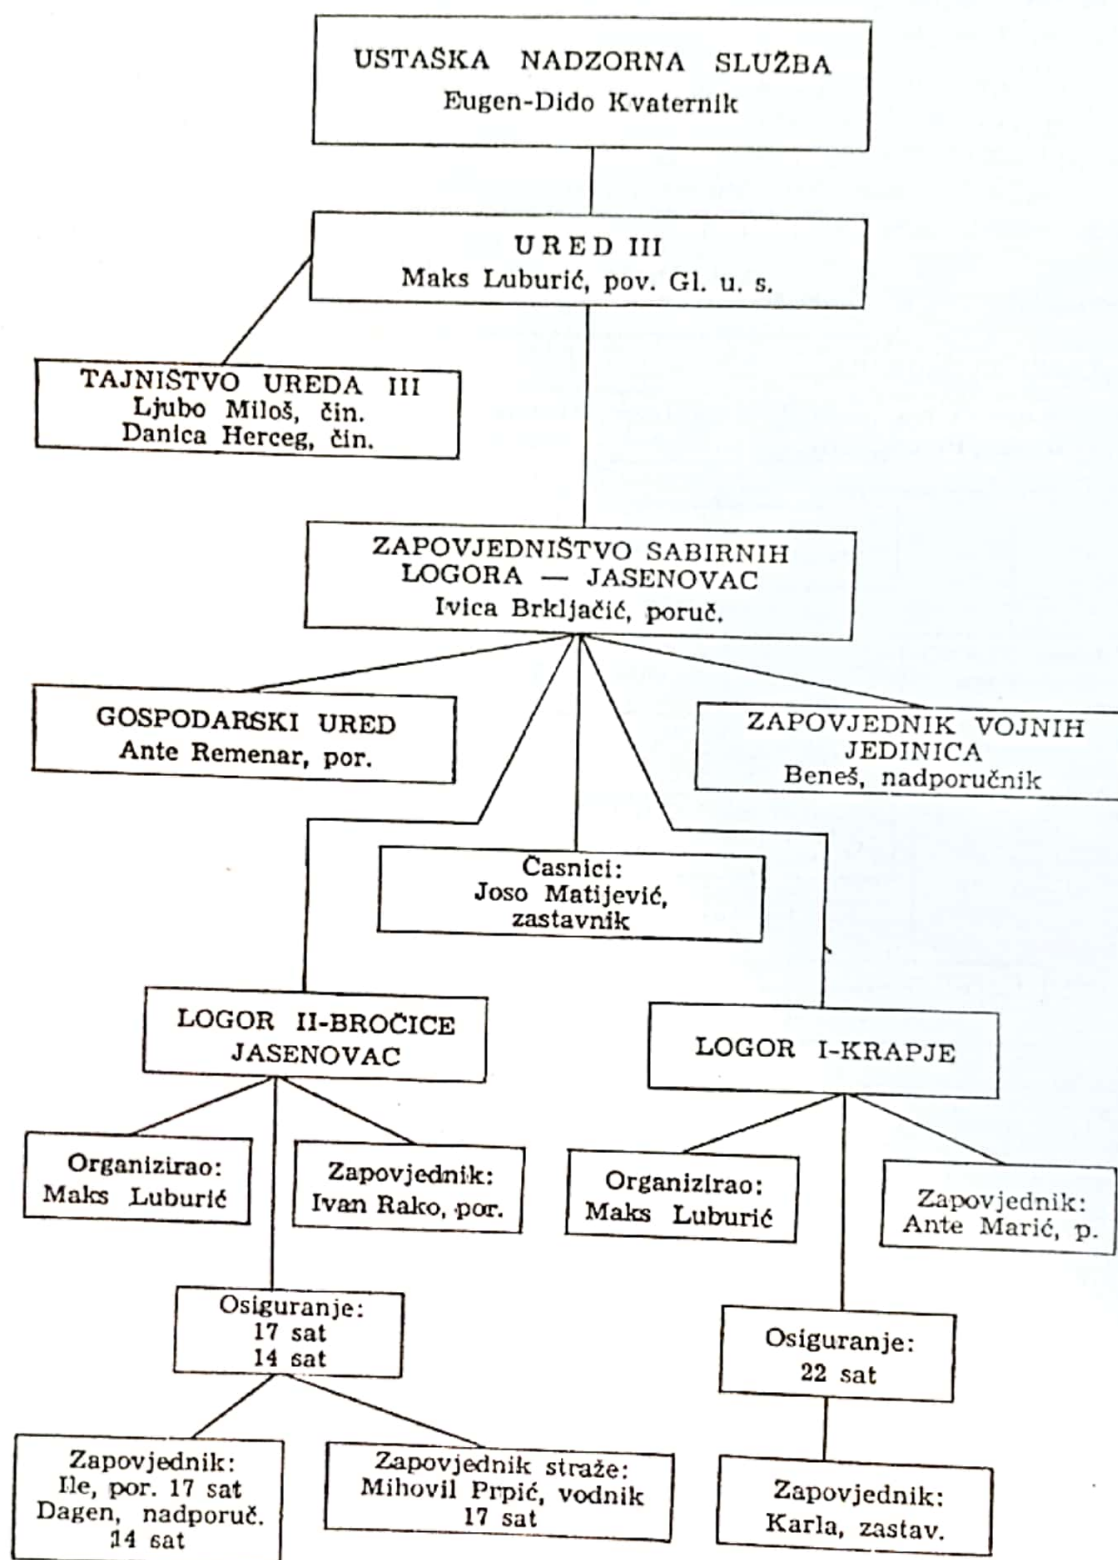 USTAŠKA NADZORNA SLUŽBA
Eugen-Dido Kvaternik
URED III
Maks Luburić, pov. Gl. u. s.
TAJNIŠTVO UREDA III
Ljubo Miloš, čin.
Danica Herceg, čin.
ZAPOVJEDNIŠTVO SABIRNIH
LOGORA — JASENOVAC
Ivica Brkljačić, poruč.
GOSPODARSKI URED
Ante Remenar, por.
ZAPOVJEDNIK VOJNIH
JEDINICA
Beneš, nadporučnik
Časnici:
Joso Matijević,
zastavnik
LOGOR II-BROČICE
JASENOVAC
LOGOR I-KRAPJE
Organizirao:
Maks Luburić
Zapovjednik:
Ivan Rako, por.
Organizirao:
Maks Luburić
Zapovjednik:
Ante Marić, p.
Osiguranje:
17 sat
14 sat
Osiguranje:
22 sat
Zapovjednik:
Ile, por. 17 sat
Dagen, nadporuč.
14 sat
Zapovjednik straže:
Mihovil Prpić, vodnik
17 sat
Zapovjednik:
Karla, zastav.